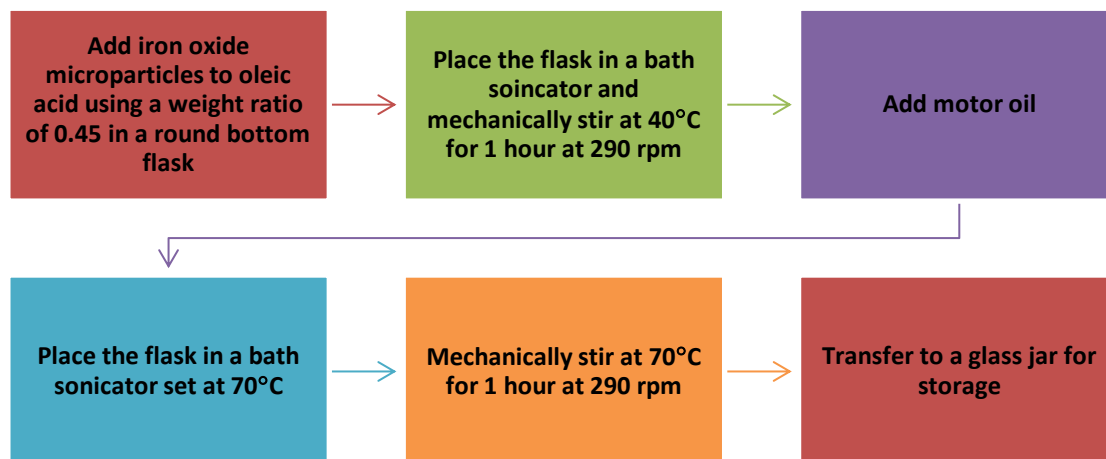 Add iron oxide
microparticles to oleic
acid using a weight ratio
of 0.45 in a round bottom
flask
Place the flask in a bath
soincator and
mechanically stir at 40°C
for 1 hour at 290 rpm
Add motor oil
Place the flask in a bath
sonicator set at 70°C
Mechanically stir at 70°C
for 1 hour at 290 rpm
Transfer to a glass jar for
storage